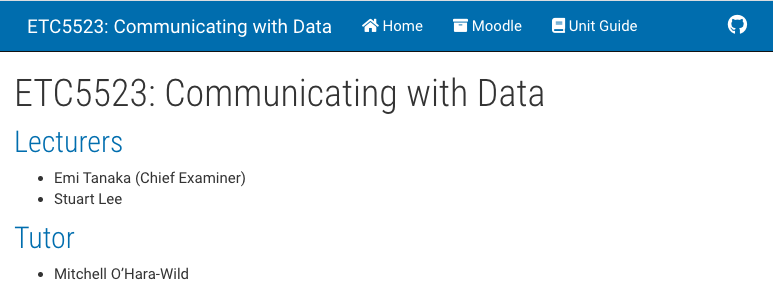 ETC5523: Communicating with Data Home Moodle Unit Guide
ETC5523: Communicating with Data
Lecturers
Emi Tanaka (Chief Examiner)
Stuart Lee
Tutor
Mitchell O’Hara-Wild